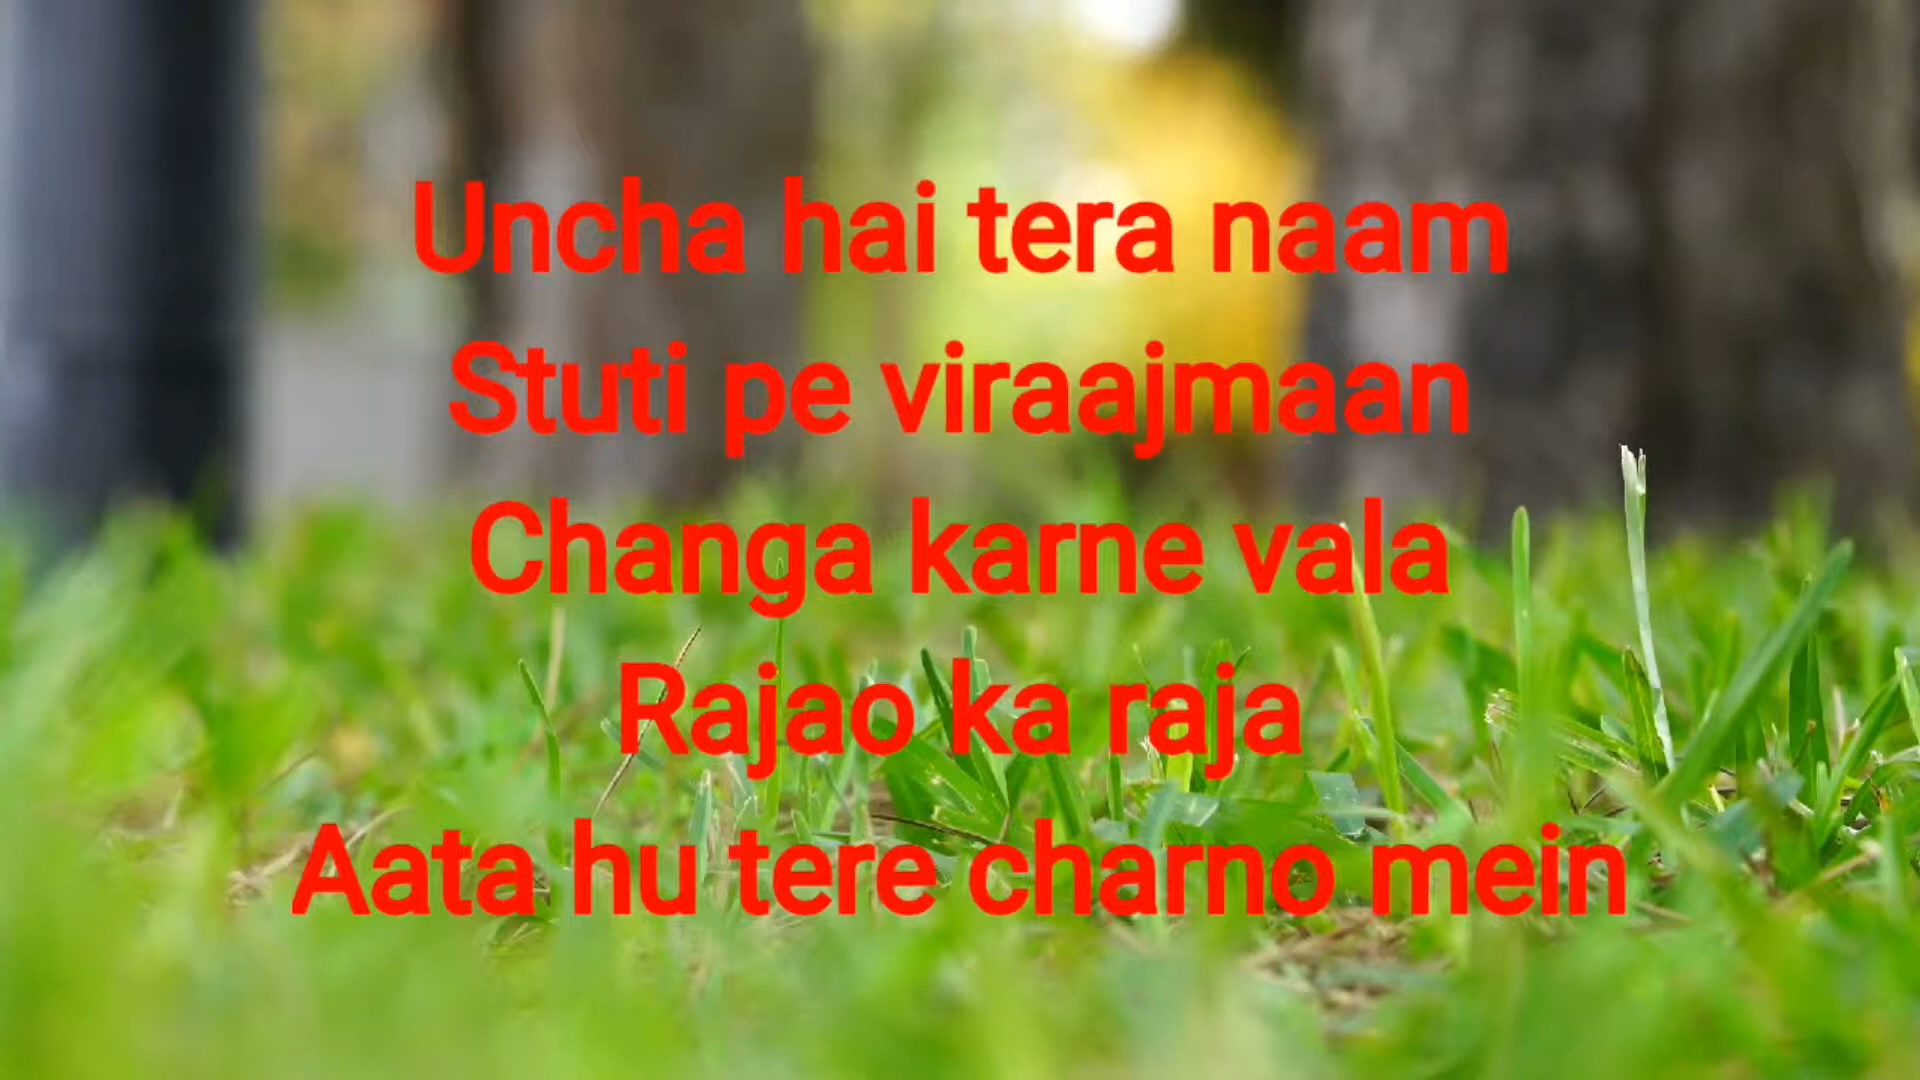 Uncha hai tera naam
Stuti pe viraajmaan
Changa karne vala
Rajao ka raja
Aata hu tere charno mein